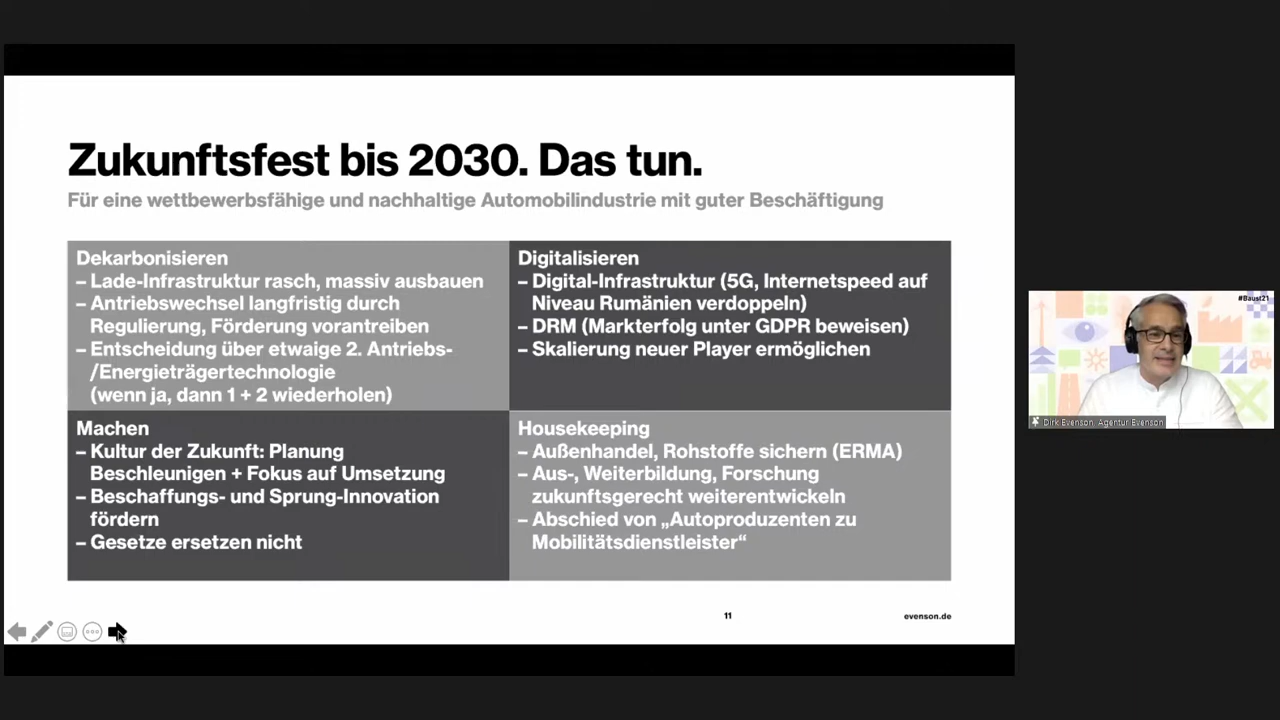 Zukunftsfest bis 2030. Das tun.
Für eine wettbewerbsfähige und nachhaltige Automobilindustrie mit guter Beschäftigung
Dekarbonisieren
– Lade-Infrastruktur rasch, massiv ausbauen
– Antriebswechsel langfristig durch
Regulierung, Förderung vorantreiben
– Entscheidung über etwaige 2. Antriebs-
/Energieträgertechnologie
(wenn ja, dann 1 + 2 wiederholen)
Digitalisieren
– Digital-Infrastruktur (5G, Internetspeed auf
Niveau Rumänien verdoppeln)
– DRM (Markterfolg unter GDPR beweisen)
– Skalierung neuer Player ermöglichen
Machen
– Kultur der Zukunft: Planung
Beschleunigen + Fokus auf Umsetzung
– Beschaffungs- und Sprung-Innovation
fördern
– Gesetze ersetzen nicht
Housekeeping
– Außenhandel, Rohstoffe sichern (ERMA)
– Aus-, Weiterbildung, Forschung
zukunftsgerecht weiterentwickeln
– Abschied von „Autoproduzenten zu
Mobilitätsdienstleister“
11
evenson.de
#Baust21
Dirk Evenson, Agentur Evenson